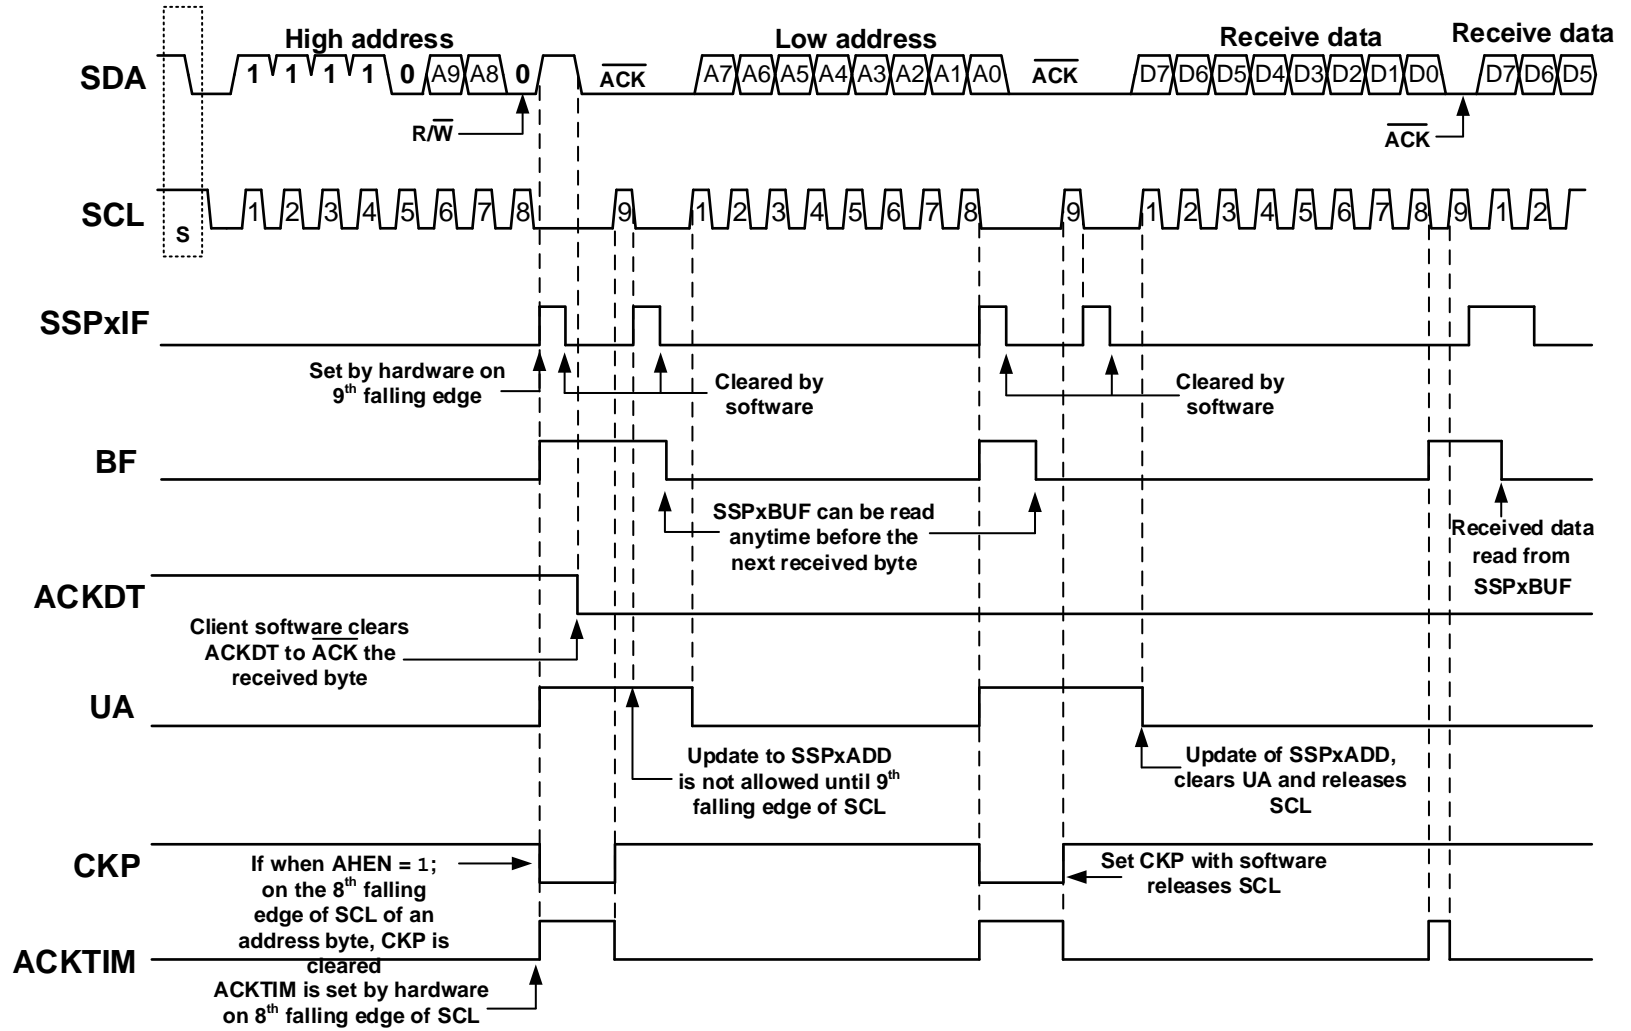 High address
Low address
Receive data
Receive data
SDA
1 1 1 1 0 A9 A8 0
ACK
A7 A6 A5 A4 A3 A2 A1 A0
ACK
D7 D6 D5 D4 D3 D2 D1 D0
D7 D6 D5
R/W
ACK
SCL
S
1 2 3 4 5 6 7 8 9 1 2 3 4 5 6 7 8 9 1 2 3 4 5 6 7 8 9 1 2
SSPxIF
Set by hardware on
9th falling edge
Cleared by
software
Cleared by
software
BF
SSPxBUF can be read
anytime before the
next received byte
Received data
read from
SSPxBUF
ACKDT
Client software clears
ACKDT to ACK the
received byte
UA
Update to SSPxADD
is not allowed until 9th
falling edge of SCL
Update of SSPxADD,
clears UA and releases
SCL
CKP
If when AHEN = 1;
on the 8th falling
edge of SCL of an
address byte, CKP is
cleared
Set CKP with software
releases SCL
ACKTIM
ACKTIM is set by hardware
on 8th falling edge of SCL